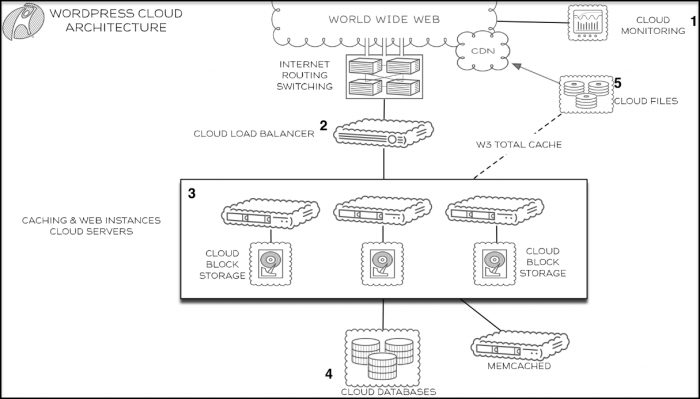 WORDPRESS CLOUD
ARCHITECTURE
WORLD WIDE WEB
CDN
1
CLOUD
MONITORING
INTERNET
ROUTING
SWITCHING
5
CLOUD FILES
2
CLOUD LOAD BALANCER
W3 TOTAL CACHE
3
CACHING & WEB INSTANCES
CLOUD SERVERS
CLOUD
BLOCK
STORAGE
CLOUD
BLOCK
STORAGE
4
CLOUD DATABASES
MEMCACHED